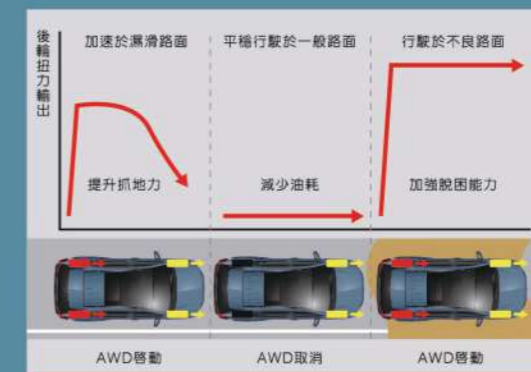 後輪扭力輸出
加速於濕滑路面
平穩行駛於一般路面
行駛於不良路面
提升抓地力
減少油耗
加強脫困能力
AWD啓動
AWD取消
AWD啓動